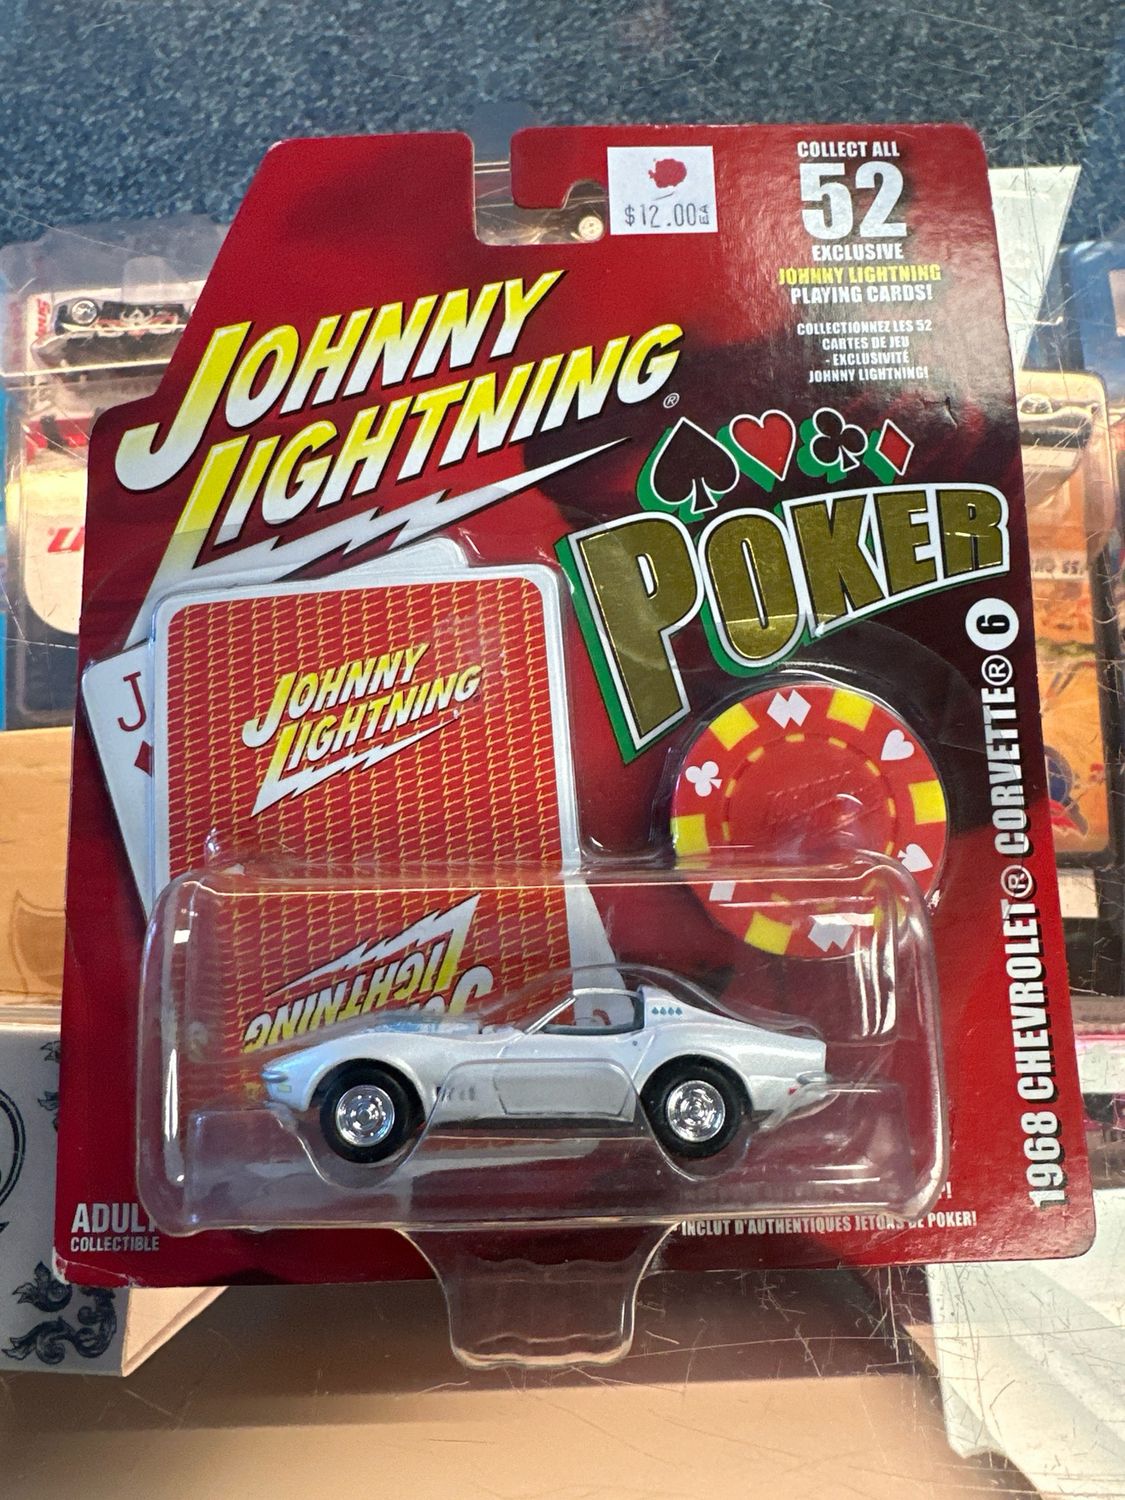 $12.00 EA
COLLECT ALL
52
EXCLUSIVE
JOHNNY LIGHTNING
PLAYING CARDS!
COLLECTIONNEZ LES 52
CARTES DE JEU
- EXCLUSIVITÉ
JOHNNY LIGHTNING!
JOHNNY
LIGHTNING®
POKER
J
JOHNNY
LIGHTNING
JOHNNY
LIGHTNING
1968 CHEVROLET® CORVETTE® 6
ADULT
COLLECTIBLE
INCLUT D'AUTHENTIQUES JETONS DE POKER!